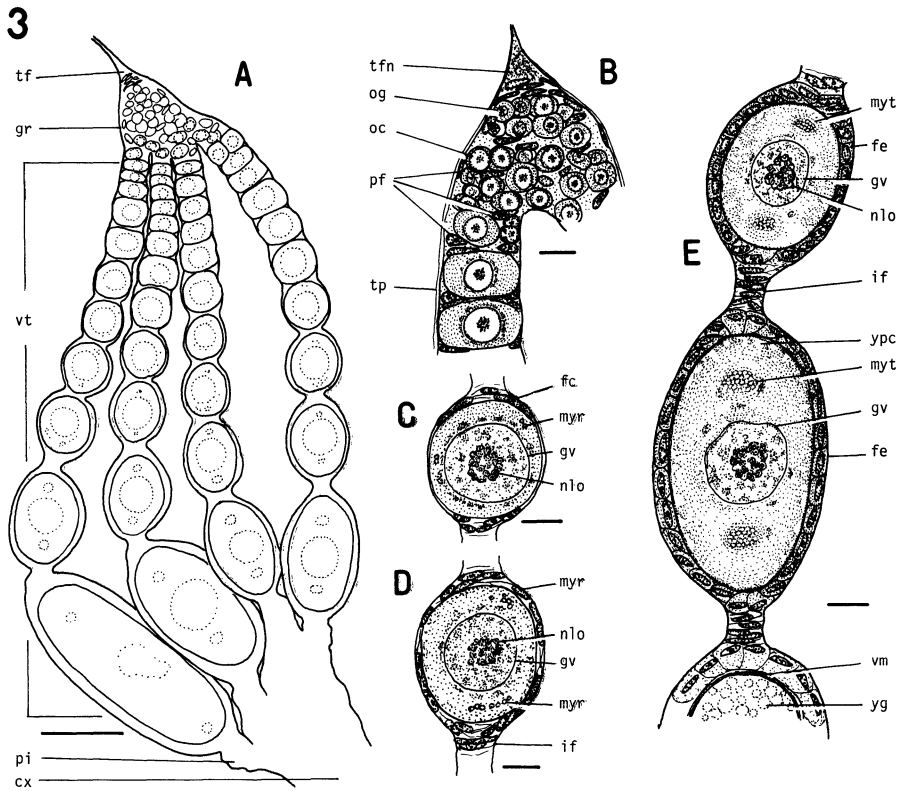 3
A
tf
gr
vt
pi
cx
B
tfn
og
oc
pf
tp
C
fc
myr
gv
nlo
D
myr
nlo
gv
myr
if
E
myt
fe
gv
nlo
if
ypc
myt
gv
fe
vm
yg